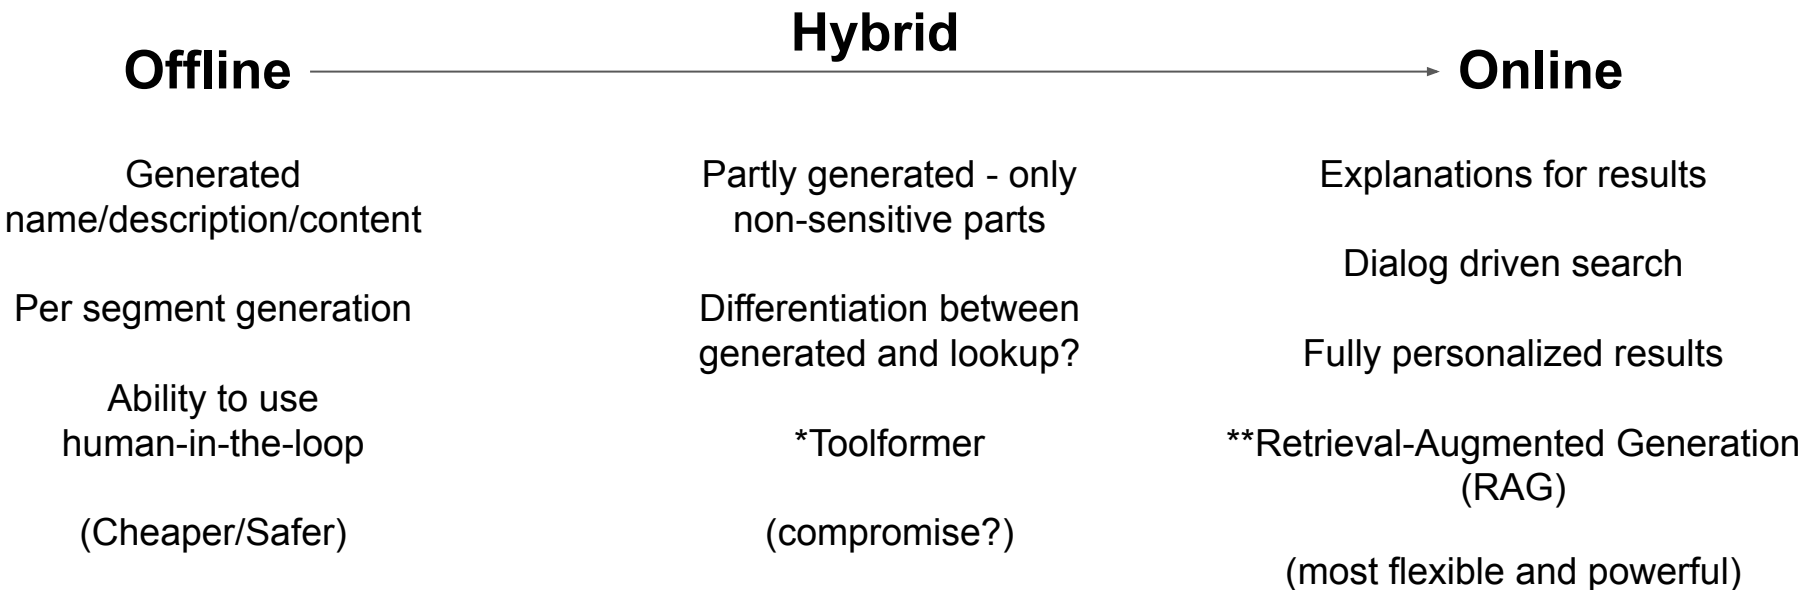 Hybrid
Offline
Online
Generated
name/description/content
Per segment generation
Ability to use
human-in-the-loop
(Cheaper/Safer)
Partly generated - only
non-sensitive parts
Differentiation between
generated and lookup?
*Toolformer
(compromise?)
Explanations for results
Dialog driven search
Fully personalized results
**Retrieval-Augmented Generation
(RAG)
(most flexible and powerful)